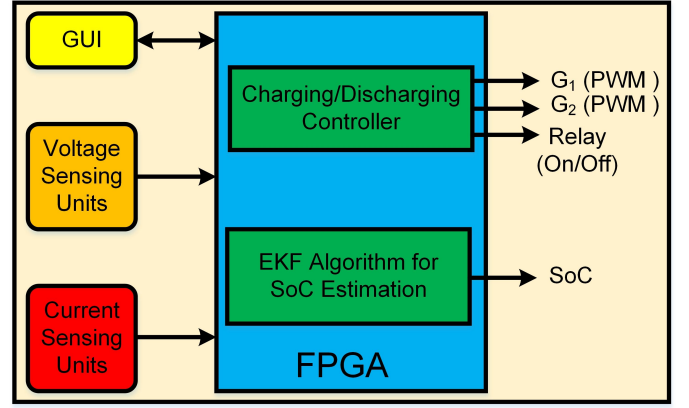 GUI
Voltage
Sensing
Units
Current
Sensing
Units
Charging/Discharging
Controller
EKF Algorithm for
SoC Estimation
FPGA
G₁ (PWM )
G₂ (PWM )
Relay
(On/Off)
SoC